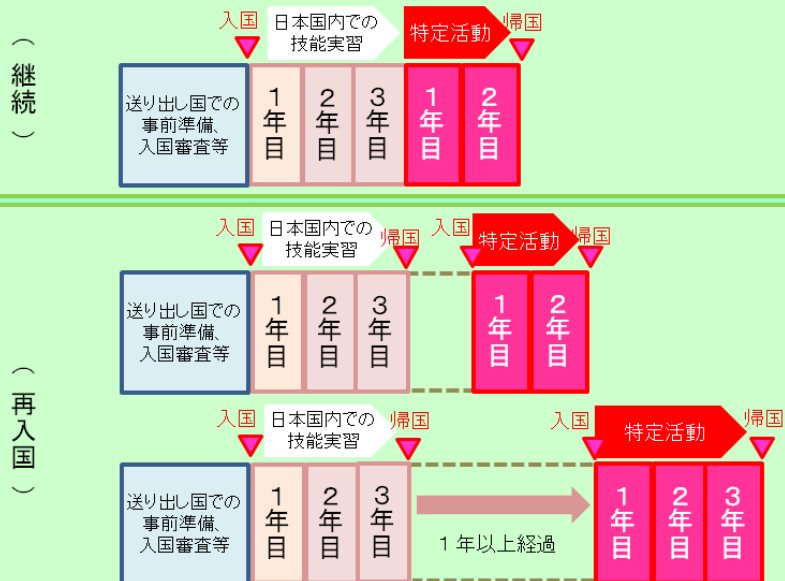 （継続）
入国
日本国内での
技能実習
特定活動
帰国
送り出し国での
事前準備、
入国審査等
1年目
2年目
3年目
1年目
2年目
（再入国）
入国
日本国内での
技能実習
帰国
入国
特定活動
帰国
送り出し国での
事前準備、
入国審査等
1年目
2年目
3年目
1年目
2年目
入国
日本国内での
技能実習
帰国
入国
特定活動
帰国
送り出し国での
事前準備、
入国審査等
1年目
2年目
3年目
1年以上経過
1年目
2年目
3年目